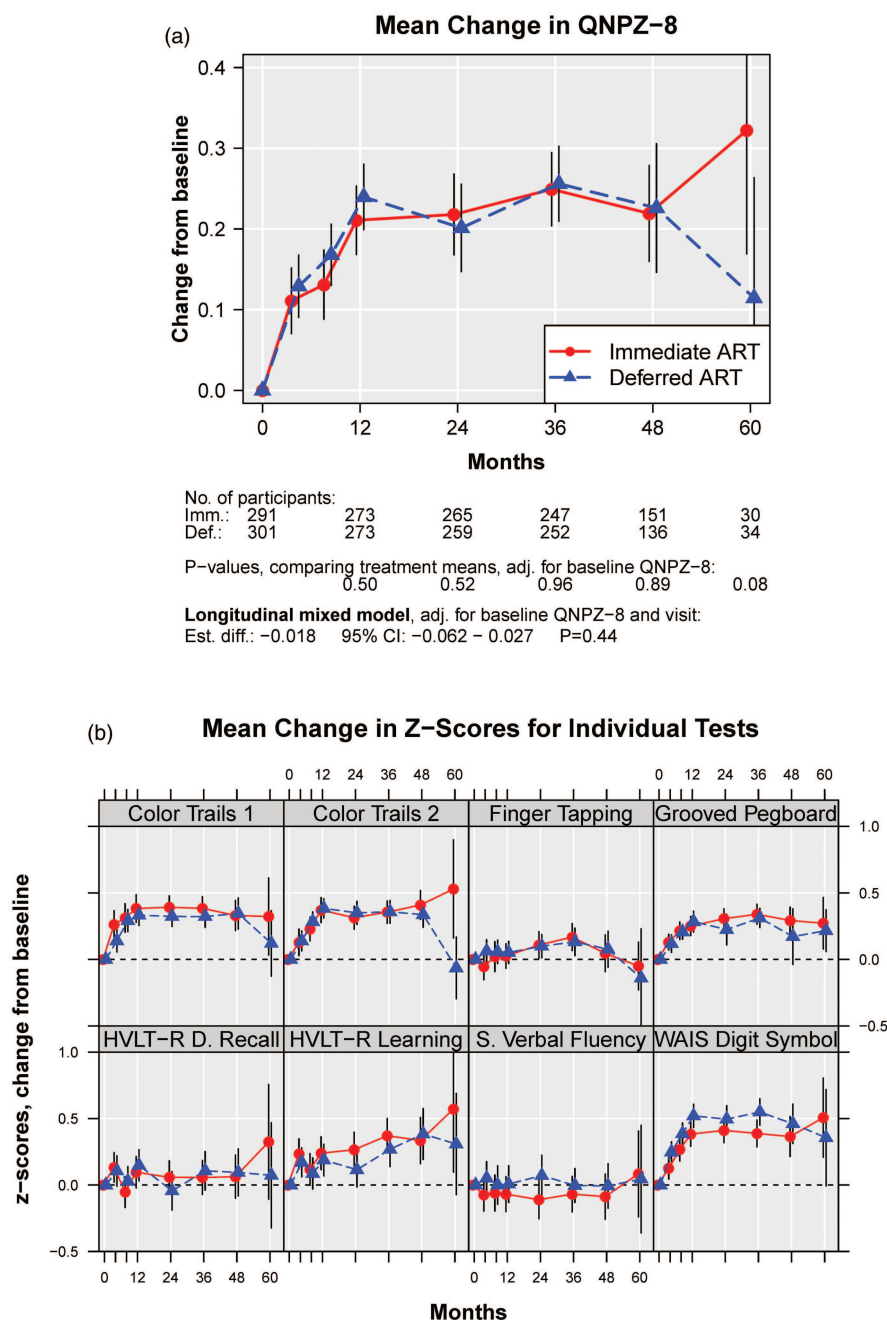 (a)
Mean Change in QNPZ−8
Change from baseline
0.4
0.3
0.2
0.1
0.0
Immediate ART
Deferred ART
0 12 24 36 48 60
Months
No. of participants:
Imm.: 291 273 265 247 151 30
Def.: 301 273 259 252 136 34
P−values, comparing treatment means, adj. for baseline QNPZ−8:
0.50 0.52 0.96 0.89 0.08
Longitudinal mixed model, adj. for baseline QNPZ−8 and visit:
Est. diff.: −0.018 95% CI: −0.062 − 0.027 P=0.44
(b)
Mean Change in Z−Scores for Individual Tests
0 12 24 36 48 60 0 12 24 36 48 60
Color Trails 1 Color Trails 2 Finger Tapping Grooved Pegboard
1.0
0.5
0.0
−0.5
HVLT−R D. Recall HVLT−R Learning S. Verbal Fluency WAIS Digit Symbol
1.0
0.5
0.0
−0.5
z−scores, change from baseline
0 12 24 36 48 60 0 12 24 36 48 60
Months